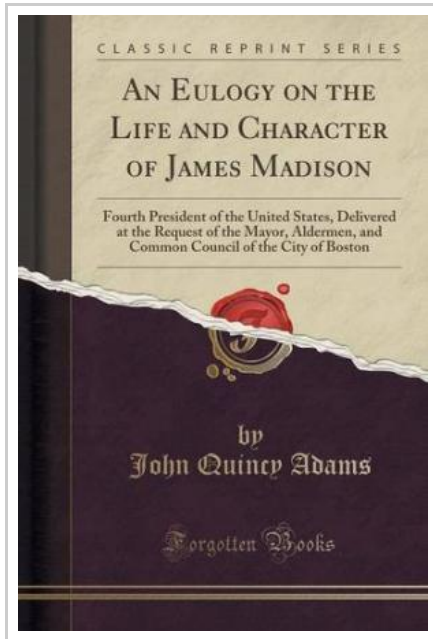 CLASSIC REPRINT SERIES
AN EULOGY ON THE
LIFE AND CHARACTER
OF JAMES MADISON
Fourth President of the United States, Delivered
at the Request of the Mayor, Aldermen, and
Common Council of the City of Boston
by
John Quincy Adams
Forgotten Books